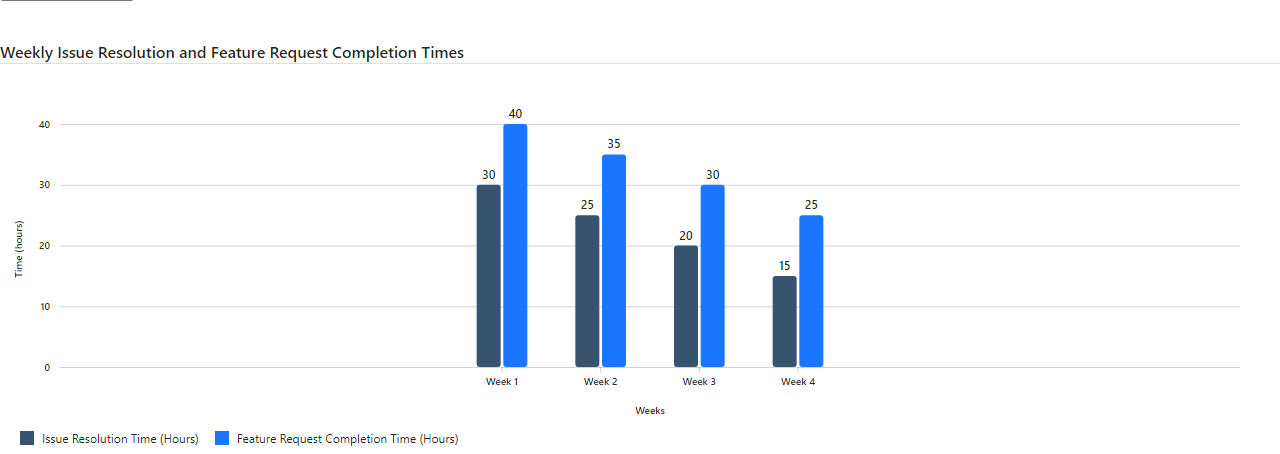 Weekly Issue Resolution and Feature Request Completion Times
40
40
35
30
30
30
25
25
20
20
15
10
0
Time (hours)
Week 1 Week 2 Week 3 Week 4
Weeks
Issue Resolution Time (Hours) Feature Request Completion Time (Hours)